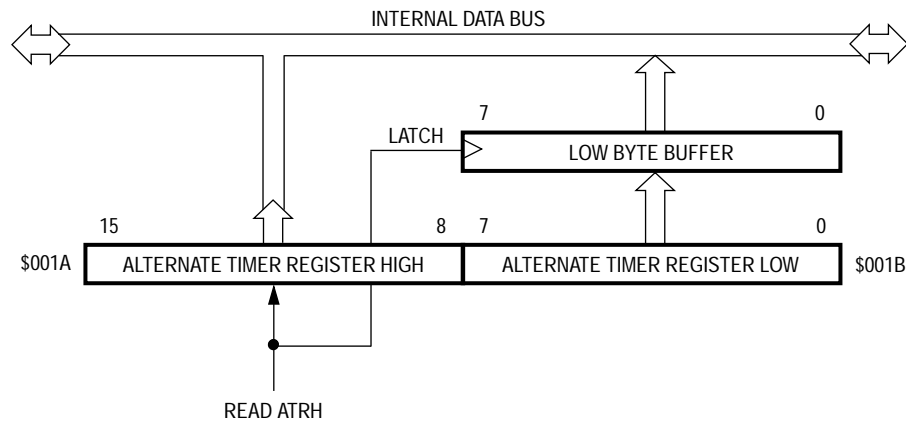 INTERNAL DATA BUS
7 0
LATCH
LOW BYTE BUFFER
15 8 7 0
$001A ALTERNATE TIMER REGISTER HIGH ALTERNATE TIMER REGISTER LOW $001B
READ ATRH